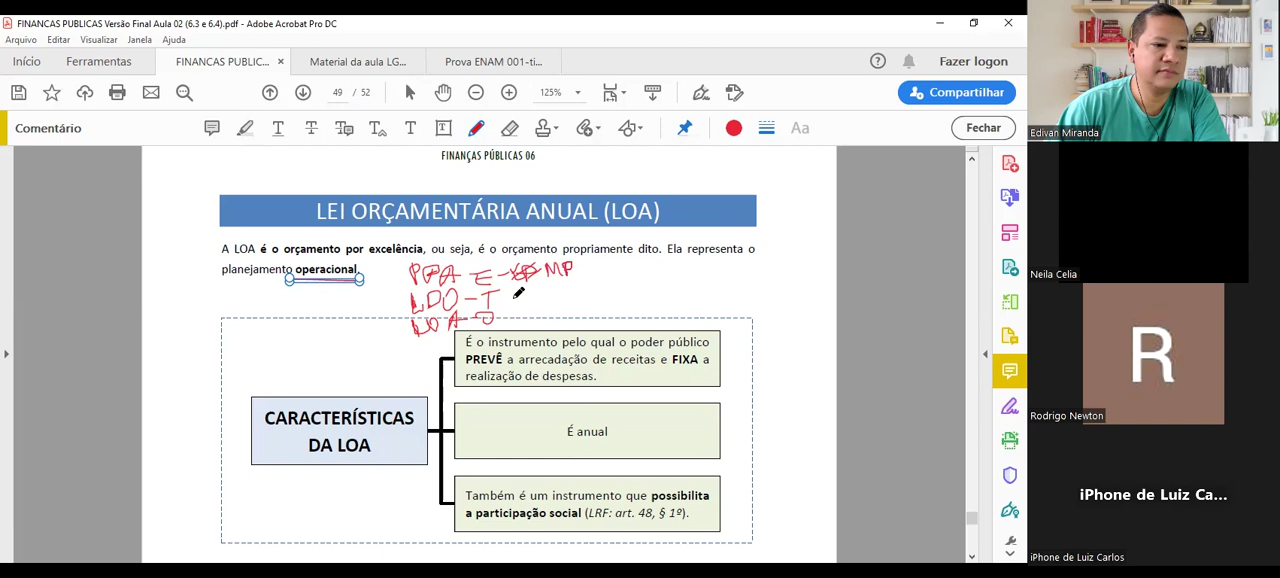 FINANCAS PUBLICAS Versão Final Aula 02 (6.3 e 6.4).pdf - Adobe Acrobat Pro DC
Arquivo Editar Visualizar Janela Ajuda
Início Ferramentas FINANCAS PUBLIC... × Material da aula LG... Prova ENAM 001-ti... Fazer logon
49 / 52 125% Compartilhar
Comentário Aa Fechar
FINANÇAS PÚBLICAS 06
LEI ORÇAMENTÁRIA ANUAL (LOA)
A LOA é o orçamento por excelência, ou seja, é o orçamento propriamente dito. Ela representa o
planejamento operacional.
PPA E - MP
LDO - T
LOA - O
É o instrumento pelo qual o poder público
PREVÊ a arrecadação de receitas e FIXA a
realização de despesas.
CARACTERÍSTICAS
DA LOA
É anual
Também é um instrumento que possibilita
a participação social (LRF: art. 48, § 1º).
Edivan Miranda
Neila Celia
R
Rodrigo Newton
iPhone de Luiz Ca...
iPhone de Luiz Carlos